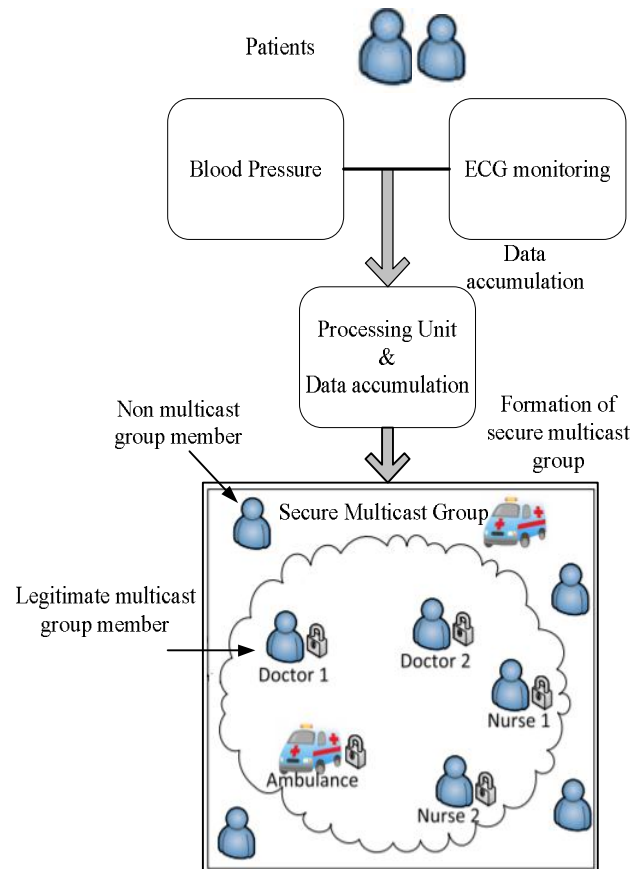 Patients
Blood Pressure
ECG monitoring
Data
accumulation
Processing Unit
&
Data accumulation
Non multicast
group member
Formation of
secure multicast
group
Secure Multicast Group
Legitimate multicast
group member
Doctor 1
Doctor 2
Nurse 1
Ambulance
Nurse 2